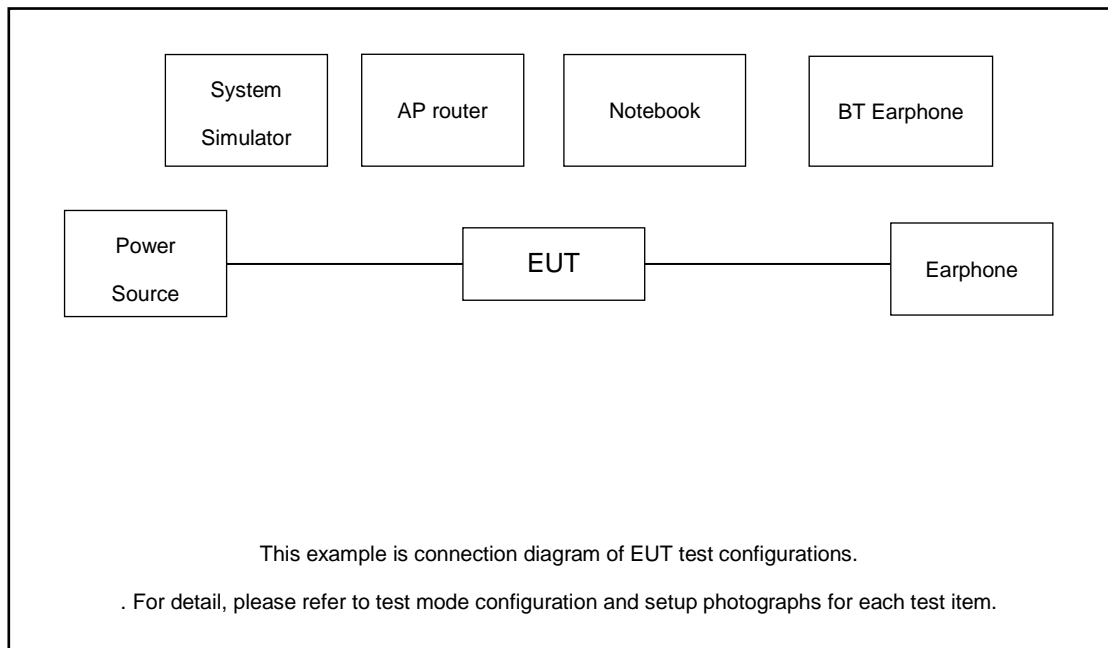 System
Simulator
AP router
Notebook
BT Earphone
Power
Source
EUT
Earphone
This example is connection diagram of EUT test configurations.
. For detail, please refer to test mode configuration and setup photographs for each test item.